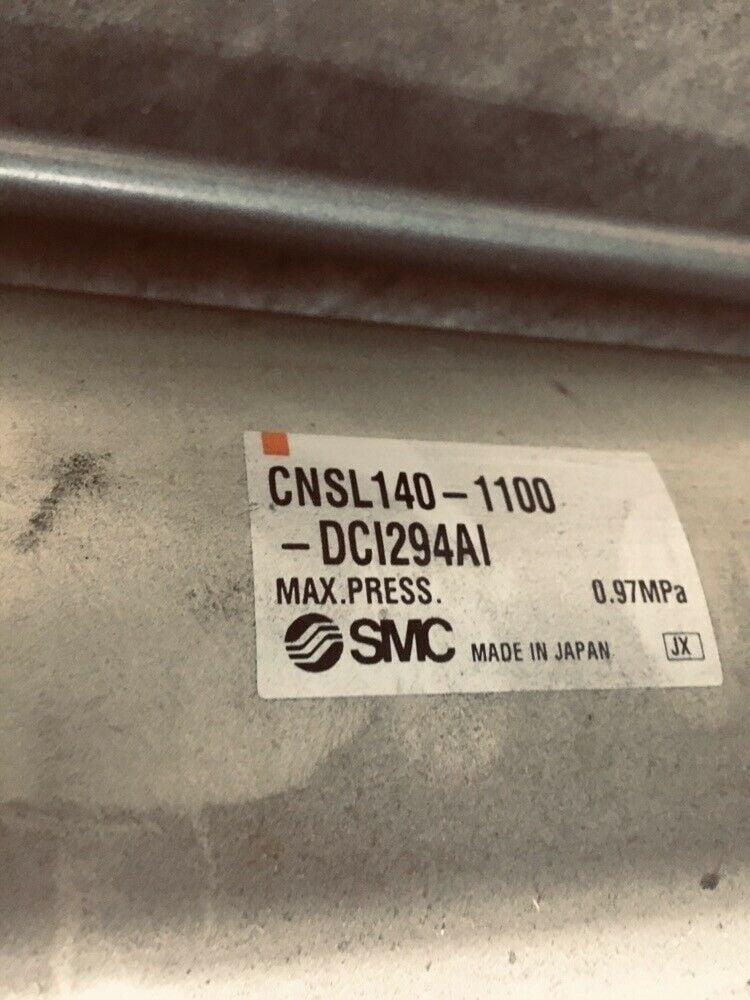 CNSL140-1100
-DCI294AI
MAX.PRESS. 0.97MPa
SMC MADE IN JAPAN JX